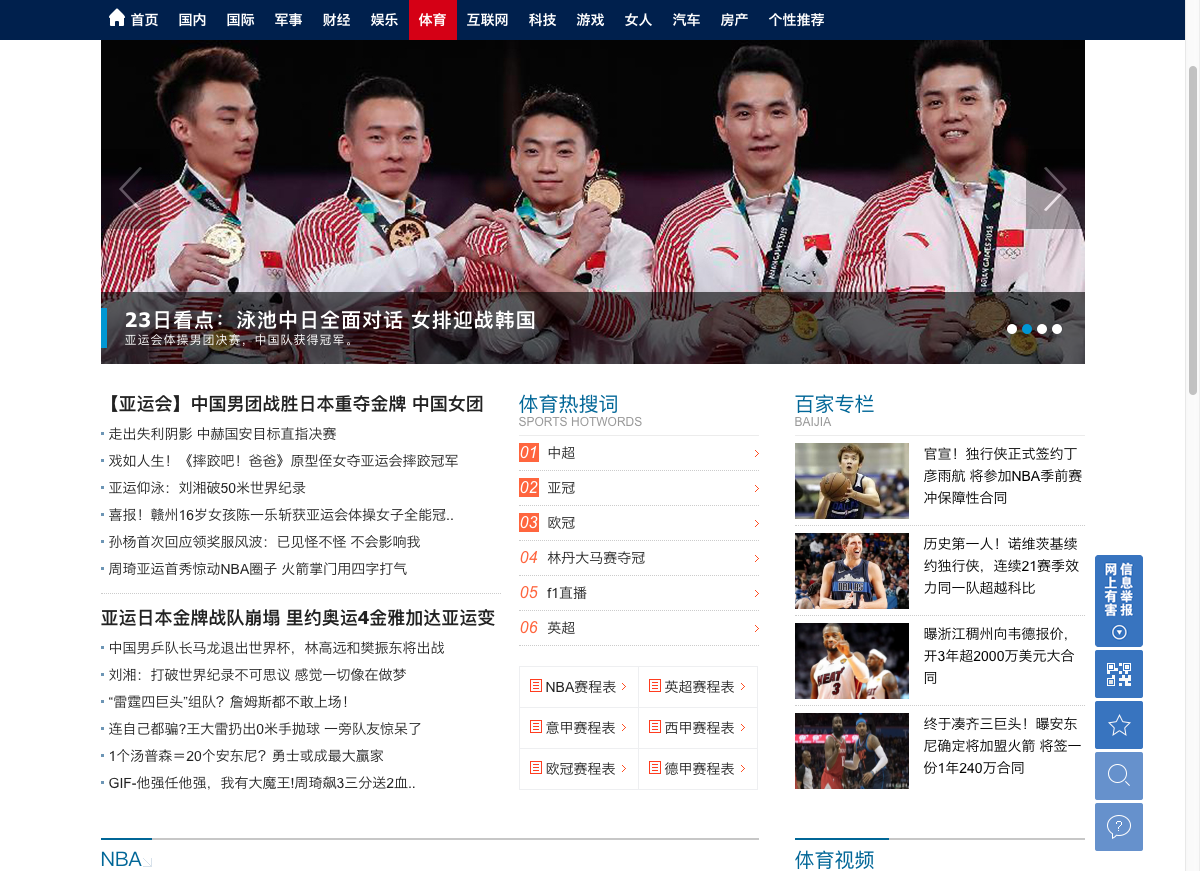 首页 国内 国际 军事 财经 娱乐 体育 互联网 科技 游戏 女人 汽车 房产 个性推荐
ASIAN GAMES 2018
ASIAN GAMES 2018
23日看点：泳池中日全面对话 女排迎战韩国
亚运会体操男团决赛，中国队获得冠军。
【亚运会】中国男团战胜日本重夺金牌 中国女团
走出失利阴影 中赫国安目标直指决赛
戏如人生！《摔跤吧！爸爸》原型侄女夺亚运会摔跤冠军
亚运仰泳：刘湘破50米世界纪录
喜报！赣州16岁女孩陈一乐斩获亚运会体操女子全能冠..
孙杨首次回应领奖服风波：已见怪不怪 不会影响我
周琦亚运首秀惊动NBA圈子 火箭掌门用四字打气
亚运日本金牌战队崩塌 里约奥运4金雅加达亚运变
中国男乒队长马龙退出世界杯，林高远和樊振东将出战
刘湘：打破世界纪录不可思议 感觉一切像在做梦
“雷霆四巨头”组队？詹姆斯都不敢上场！
连自己都骗?王大雷扔出0米手抛球 一旁队友惊呆了
1个汤普森＝20个安东尼？勇士或成最大赢家
GIF-他强任他强，我有大魔王!周琦飙3三分送2血..
体育热搜词
SPORTS HOTWORDS
01 中超
02 亚冠
03 欧冠
04 林丹大马赛夺冠
05 f1直播
06 英超
NBA赛程表 英超赛程表
意甲赛程表 西甲赛程表
欧冠赛程表 德甲赛程表
百家专栏
BAIJIA
官宣！独行侠正式签约丁
彦雨航 将参加NBA季前赛
冲保障性合同
历史第一人！诺维茨基续
约独行侠，连续21赛季效
力同一队超越科比
曝浙江稠州向韦德报价，
开3年超2000万美元大合
同
终于凑齐三巨头！曝安东
尼确定将加盟火箭 将签一
份1年240万合同
网上有害
信息举报
NBA
体育视频